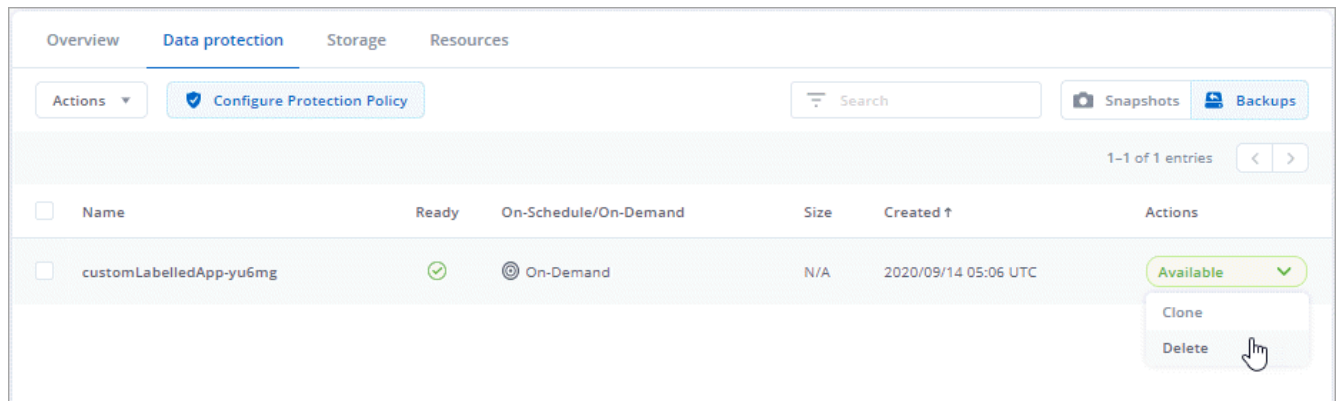 Overview Data protection Storage Resources
Actions Configure Protection Policy Search Snapshots Backups
1–1 of 1 entries
Name Ready On-Schedule/On-Demand Size Created ↑ Actions
customLabelledApp-yu6mg On-Demand N/A 2020/09/14 05:06 UTC Available
Clone
Delete